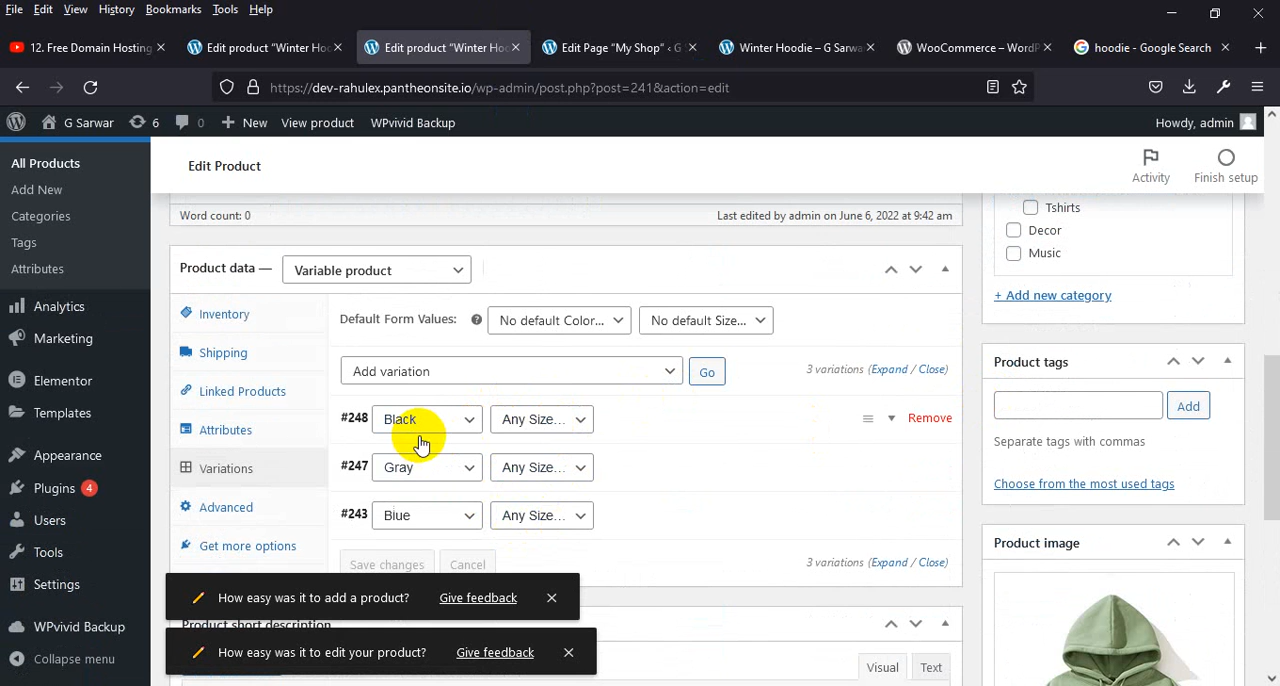 File Edit View History Bookmarks Tools Help
12. Free Domain Hosting
Edit product “Winter Ho
Edit product “Winter Ho
Edit Page “My Shop” ‹ G
Winter Hoodie – G Sarwa
WooCommerce – WordP
hoodie - Google Search
https://dev-rahulex.pantheonsite.io/wp-admin/post.php?post=241&action=edit
G Sarwar 6 0 New View product WPvivid Backup Howdy, admin
All Products
Add New
Categories
Tags
Attributes
Analytics
Marketing
Elementor
Templates
Appearance
Plugins 4
Users
Tools
Settings
WPvivid Backup
Collapse menu
Edit Product
Activity
Finish setup
Word count: 0 Last edited by admin on June 6, 2022 at 9:42 am
Product data — Variable product
Inventory
Shipping
Linked Products
Attributes
Variations
Advanced
Get more options
Default Form Values: ? No default Color... No default Size...
Add variation Go 3 variations (Expand / Close)
#248 Black Any Size... Remove
#247 Gray Any Size...
#243 Blue Any Size...
Save changes Cancel 3 variations (Expand / Close)
How easy was it to add a product? Give feedback
Product short description
How easy was it to edit your product? Give feedback
Visual Text
Tshirts
Decor
Music
+ Add new category
Product tags
Add
Separate tags with commas
Choose from the most used tags
Product image